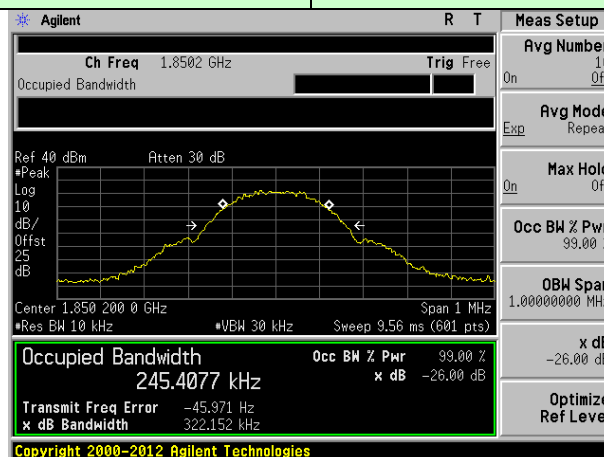 Agilent R T Meas Setup
Ch Freq 1.8502 GHz Trig Free
Occupied Bandwidth
Avg Number
On
Avg Mode
Exp Repeat
Ref 40 dBm Atten 30 dB
#Peak
Log
10
dB/
Offst
25
dB
Max Hold
On
Occ BW % Pwr
99.00
OBW Span
1.00000000 MHz
Center 1.850 200 0 GHz Span 1 MHz
#Res BW 10 kHz #VBW 30 kHz Sweep 9.56 ms (601 pts)
x dB
-26.00 dB
Occupied Bandwidth Occ BW % Pwr 99.00 %
245.4077 kHz x dB -26.00 dB
Transmit Freq Error -45.971 Hz
x dB Bandwidth 322.152 kHz
Optimize
Ref Level
Copyright 2000-2012 Agilent Technologies